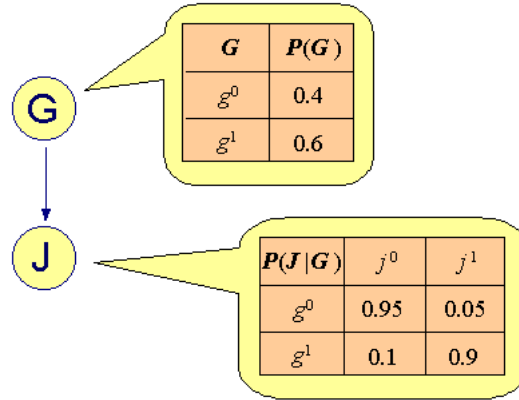 G P(G)
g⁰ 0.4
g¹ 0.6
G
J
P(J|G) j⁰ j¹
g⁰ 0.95 0.05
g¹ 0.1 0.9